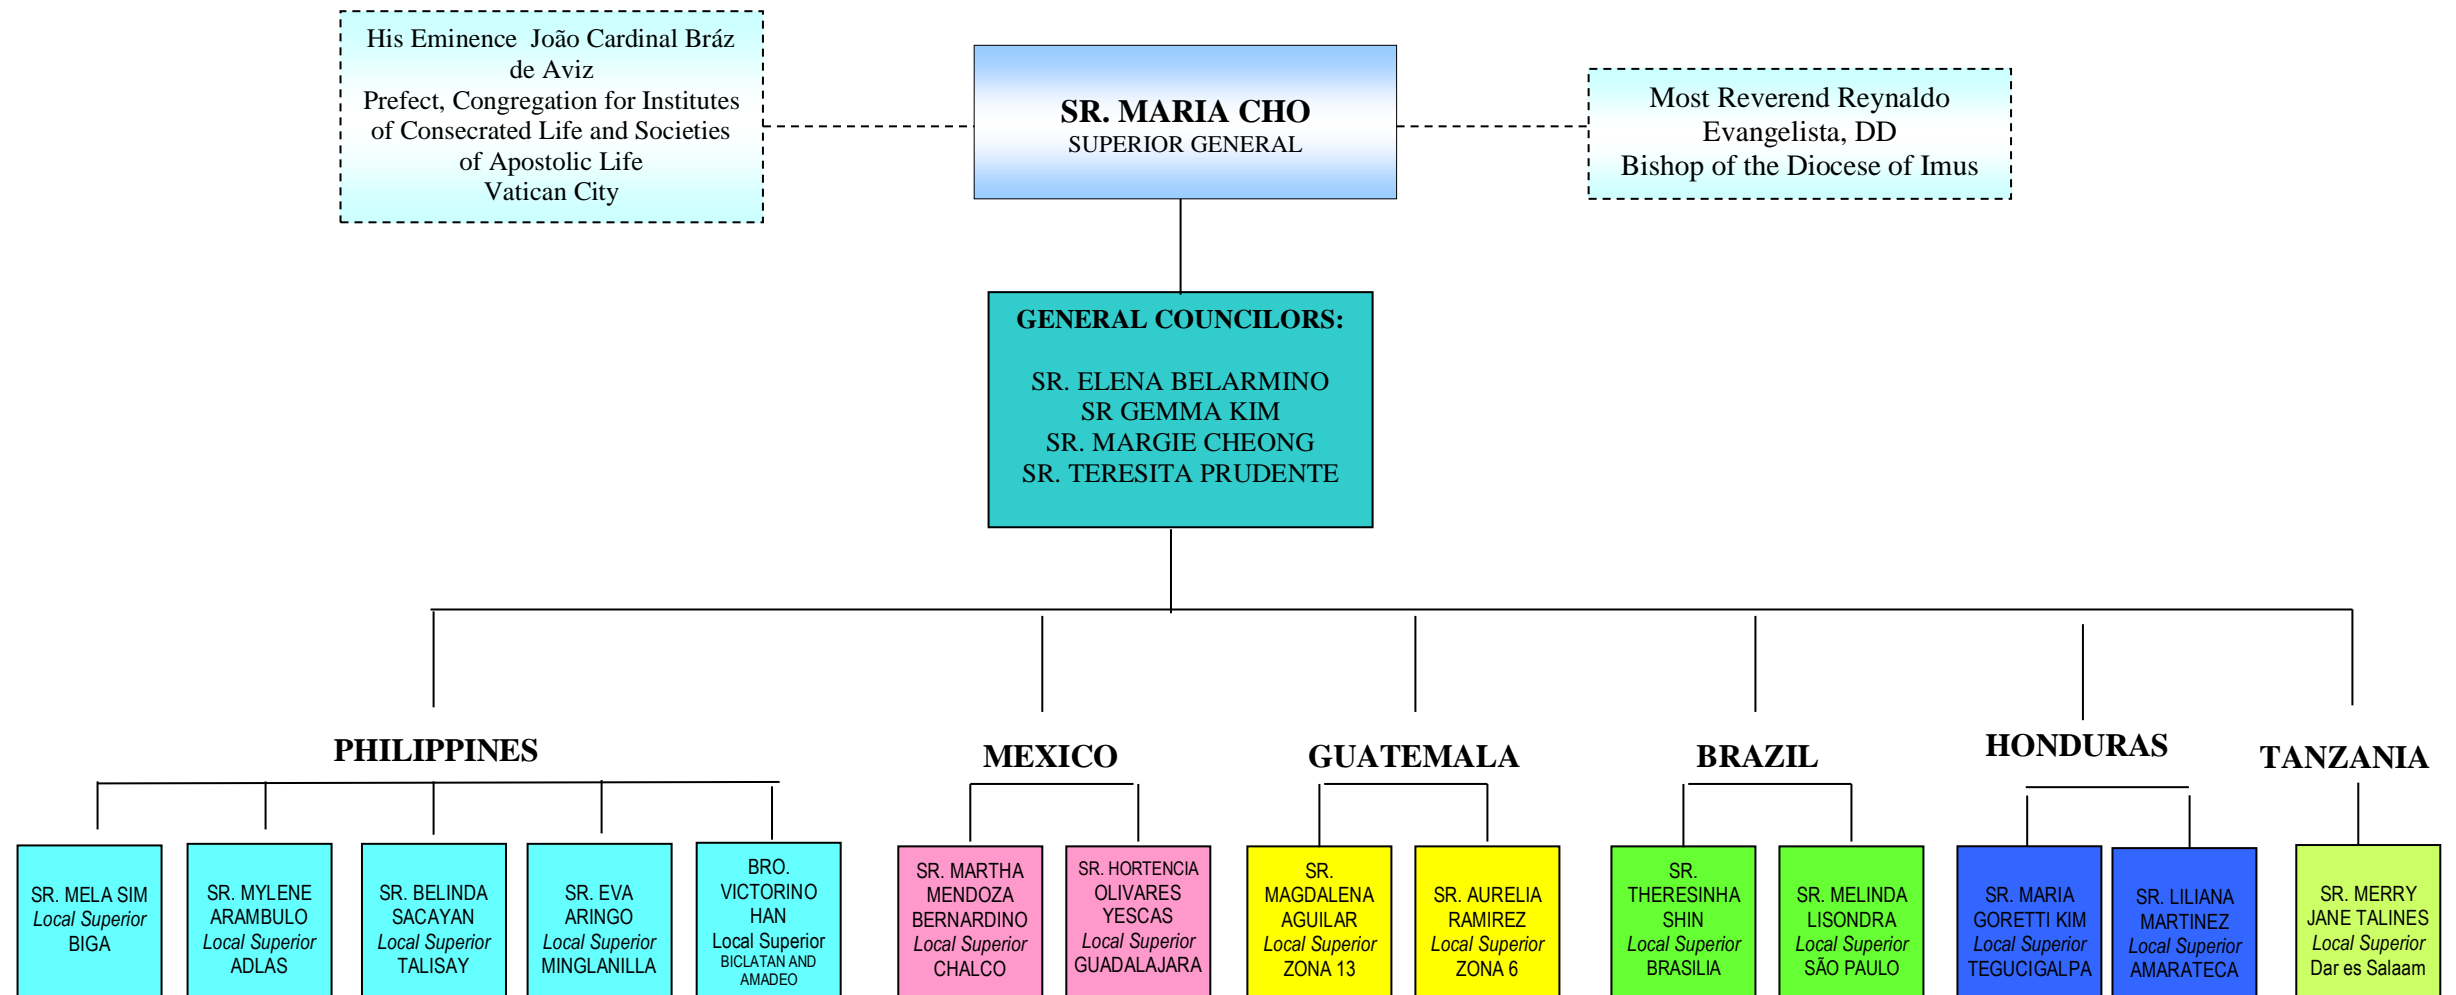 His Eminence  João Cardinal Bráz
de Aviz
Prefect, Congregation for Institutes
of Consecrated Life and Societies
of Apostolic Life
Vatican City
SR. MARIA CHO
SUPERIOR GENERAL
Most Reverend Reynaldo
Evangelista, DD
Bishop of the Diocese of Imus
GENERAL COUNCILORS:
SR. ELENA BELARMINO
SR GEMMA KIM
SR. MARGIE CHEONG
SR. TERESITA PRUDENTE
PHILIPPINES
MEXICO
GUATEMALA
BRAZIL
HONDURAS
TANZANIA
SR. MELA SIM
Local Superior
BIGA
SR. MYLENE
ARAMBULO
Local Superior
ADLAS
SR. BELINDA
SACAYAN
Local Superior
TALISAY
SR. EVA
ARINGO
Local Superior
MINGLANILLA
BRO.
VICTORINO
HAN
Local Superior
BICLATAN AND
AMADEO
SR. MARTHA
MENDOZA
BERNARDINO
Local Superior
CHALCO
SR. HORTENCIA
OLIVARES
YESCAS
Local Superior
GUADALAJARA
SR.
MAGDALENA
AGUILAR
Local Superior
ZONA 13
SR. AURELIA
RAMIREZ
Local Superior
ZONA 6
SR.
THERESINHA
SHIN
Local Superior
BRASILIA
SR. MELINDA
LISONDRA
Local Superior
SÃO PAULO
SR. MARIA
GORETTI KIM
Local Superior
TEGUCIGALPA
SR. LILIANA
MARTINEZ
Local Superior
AMARATECA
SR. MERRY
JANE TALINES
Local Superior
Dar es Salaam